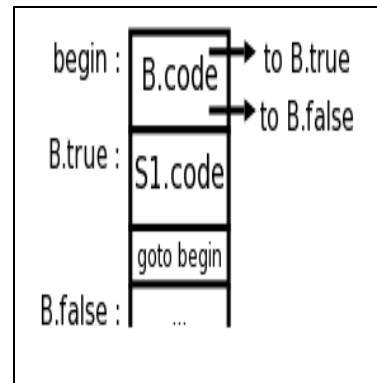 begin : B.code to B.true
to B.false
B.true : S1.code
goto begin
B.false : ...